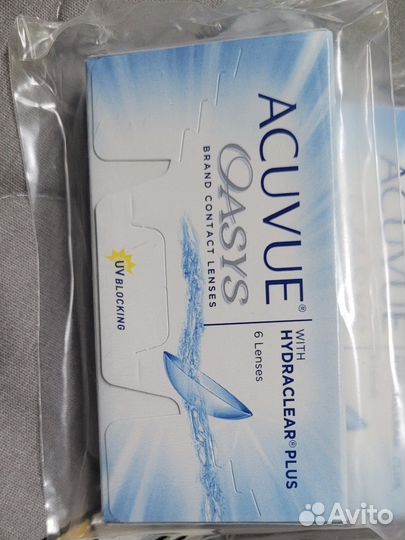 ACUVUE®
OASYS
BRAND CONTACT LENSES
WITH
HYDRACLEAR® PLUS
6 Lenses
UV BLOCKING
Avito